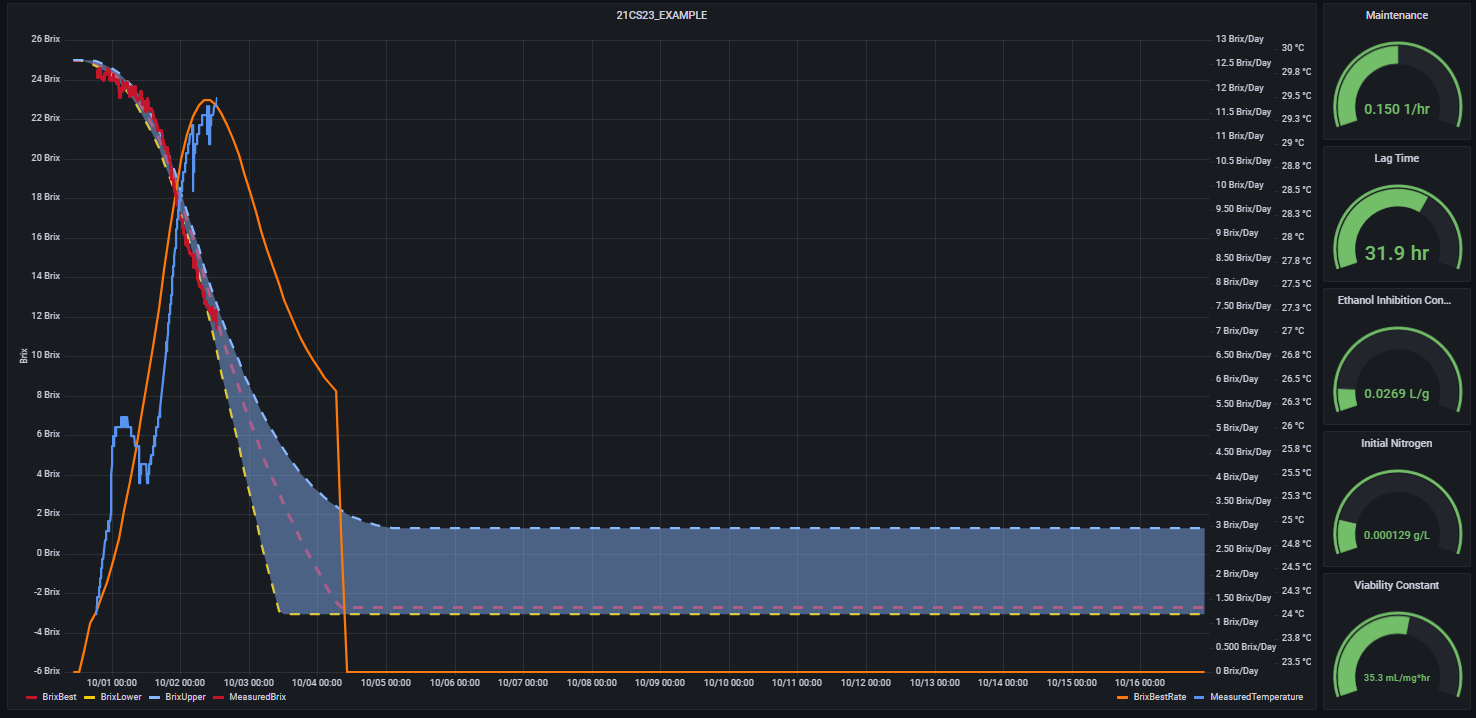 21CS23_EXAMPLE
26 Brix
24 Brix
22 Brix
20 Brix
18 Brix
16 Brix
14 Brix
12 Brix
10 Brix
8 Brix
6 Brix
4 Brix
2 Brix
0 Brix
-2 Brix
-4 Brix
-6 Brix
Brix
13 Brix/Day
12.5 Brix/Day
12 Brix/Day
11.5 Brix/Day
11 Brix/Day
10.5 Brix/Day
10 Brix/Day
9.50 Brix/Day
9 Brix/Day
8.50 Brix/Day
8 Brix/Day
7.50 Brix/Day
7 Brix/Day
6.50 Brix/Day
6 Brix/Day
5.50 Brix/Day
5 Brix/Day
4.50 Brix/Day
4 Brix/Day
3.50 Brix/Day
3 Brix/Day
2.50 Brix/Day
2 Brix/Day
1.50 Brix/Day
1 Brix/Day
0.500 Brix/Day
0 Brix/Day
30 °C
29.8 °C
29.5 °C
29.3 °C
29 °C
28.8 °C
28.5 °C
28.3 °C
28 °C
27.8 °C
27.5 °C
27.3 °C
27 °C
26.8 °C
26.5 °C
26.3 °C
26 °C
25.8 °C
25.5 °C
25.3 °C
25 °C
24.8 °C
24.5 °C
24.3 °C
24 °C
23.8 °C
23.5 °C
10/01 00:00 10/02 00:00 10/03 00:00 10/04 00:00 10/05 00:00 10/06 00:00 10/07 00:00 10/08 00:00 10/09 00:00 10/10 00:00 10/11 00:00 10/12 00:00 10/13 00:00 10/14 00:00 10/15 00:00 10/16 00:00
BrixBest BrixLower BrixUpper MeasuredBrix BrixBestRate MeasuredTemperature
Maintenance
0.150 1/hr
Lag Time
31.9 hr
Ethanol Inhibition Con...
0.0269 L/g
Initial Nitrogen
0.000129 g/L
Viability Constant
35.3 mL/mg*hr